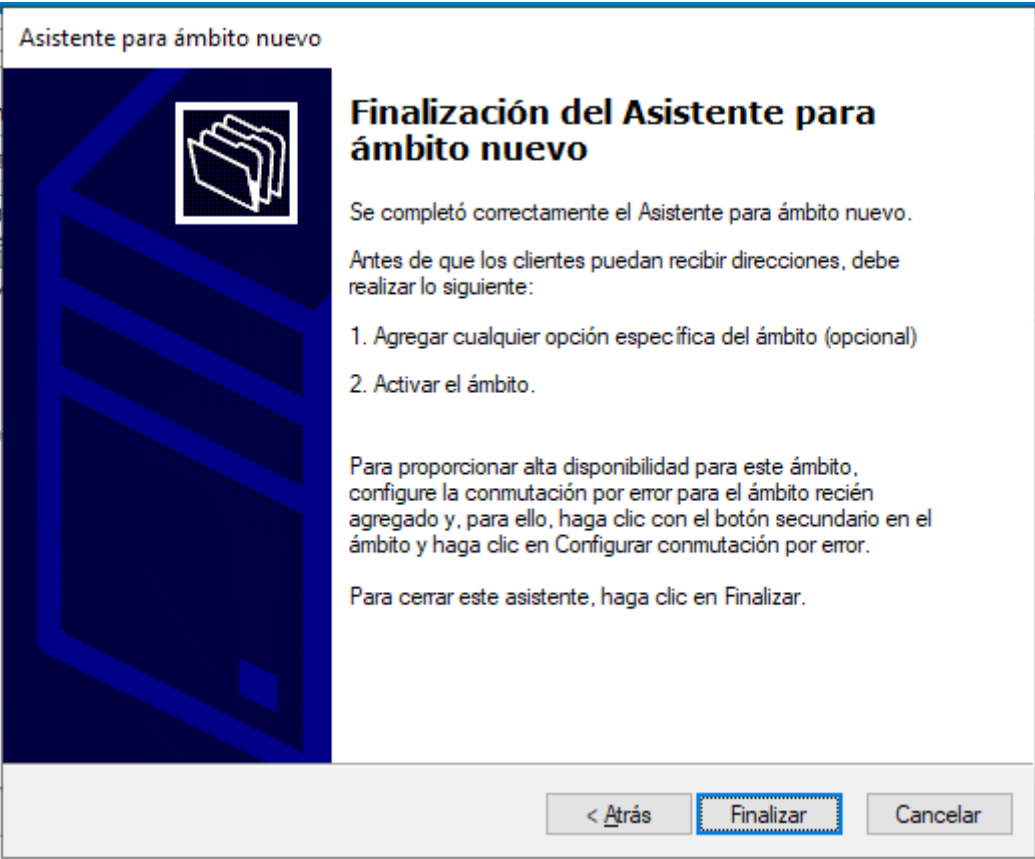 Asistente para ámbito nuevo
Finalización del Asistente para
ámbito nuevo
Se completó correctamente el Asistente para ámbito nuevo.
Antes de que los clientes puedan recibir direcciones, debe
realizar lo siguiente:
1. Agregar cualquier opción específica del ámbito (opcional)
2. Activar el ámbito.
Para proporcionar alta disponibilidad para este ámbito,
configure la conmutación por error para el ámbito recién
agregado y, para ello, haga clic con el botón secundario en el
ámbito y haga clic en Configurar conmutación por error.
Para cerrar este asistente, haga clic en Finalizar.
< Atrás Finalizar Cancelar